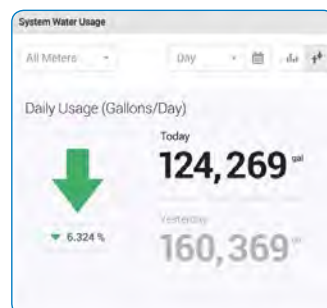 System Water Usage
All Meters
Day
Daily Usage (Gallons/Day)
Today
124,269 gal
6.324 %
Yesterday
160,369